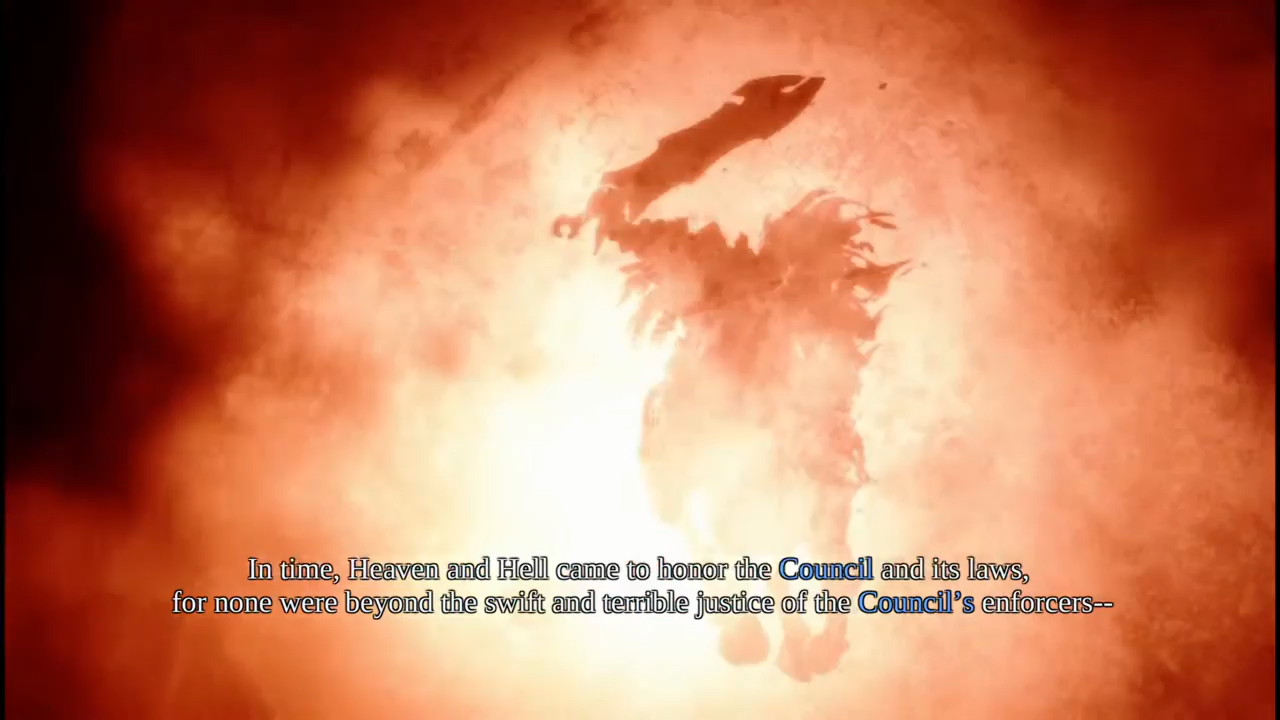 In time, Heaven and Hell came to honor the Council and its laws,
for none were beyond the swift and terrible justice of the Council’s enforcers--